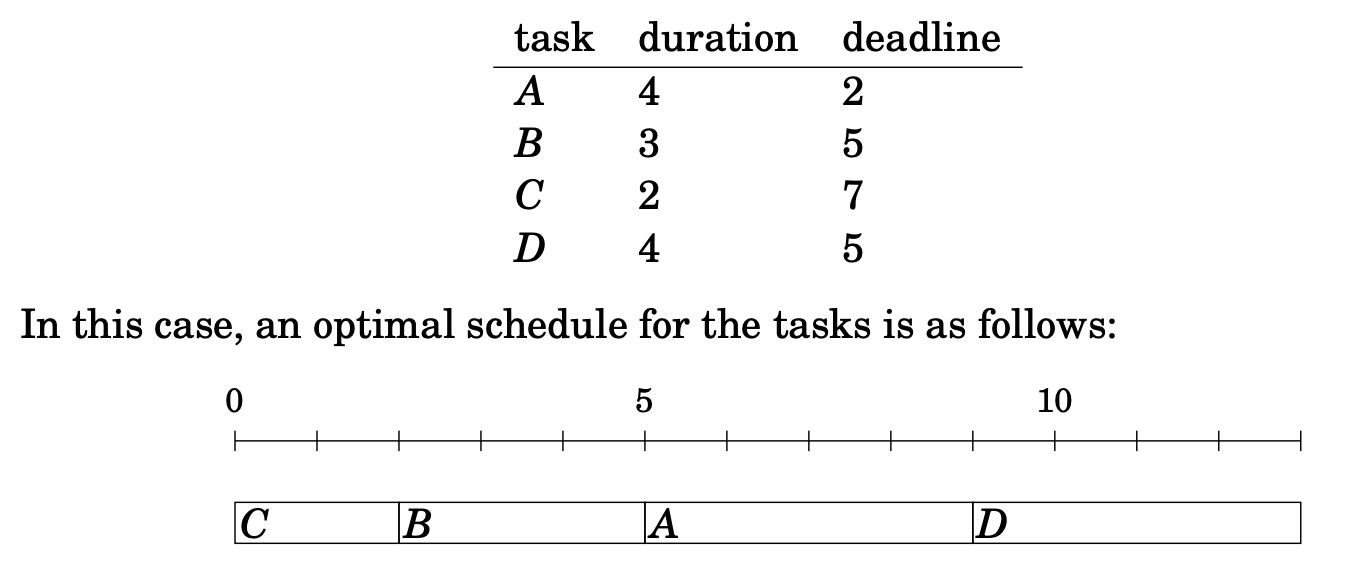 task duration deadline
A 4 2
B 3 5
C 2 7
D 4 5
In this case, an optimal schedule for the tasks is as follows:
0 5 10
C B A D